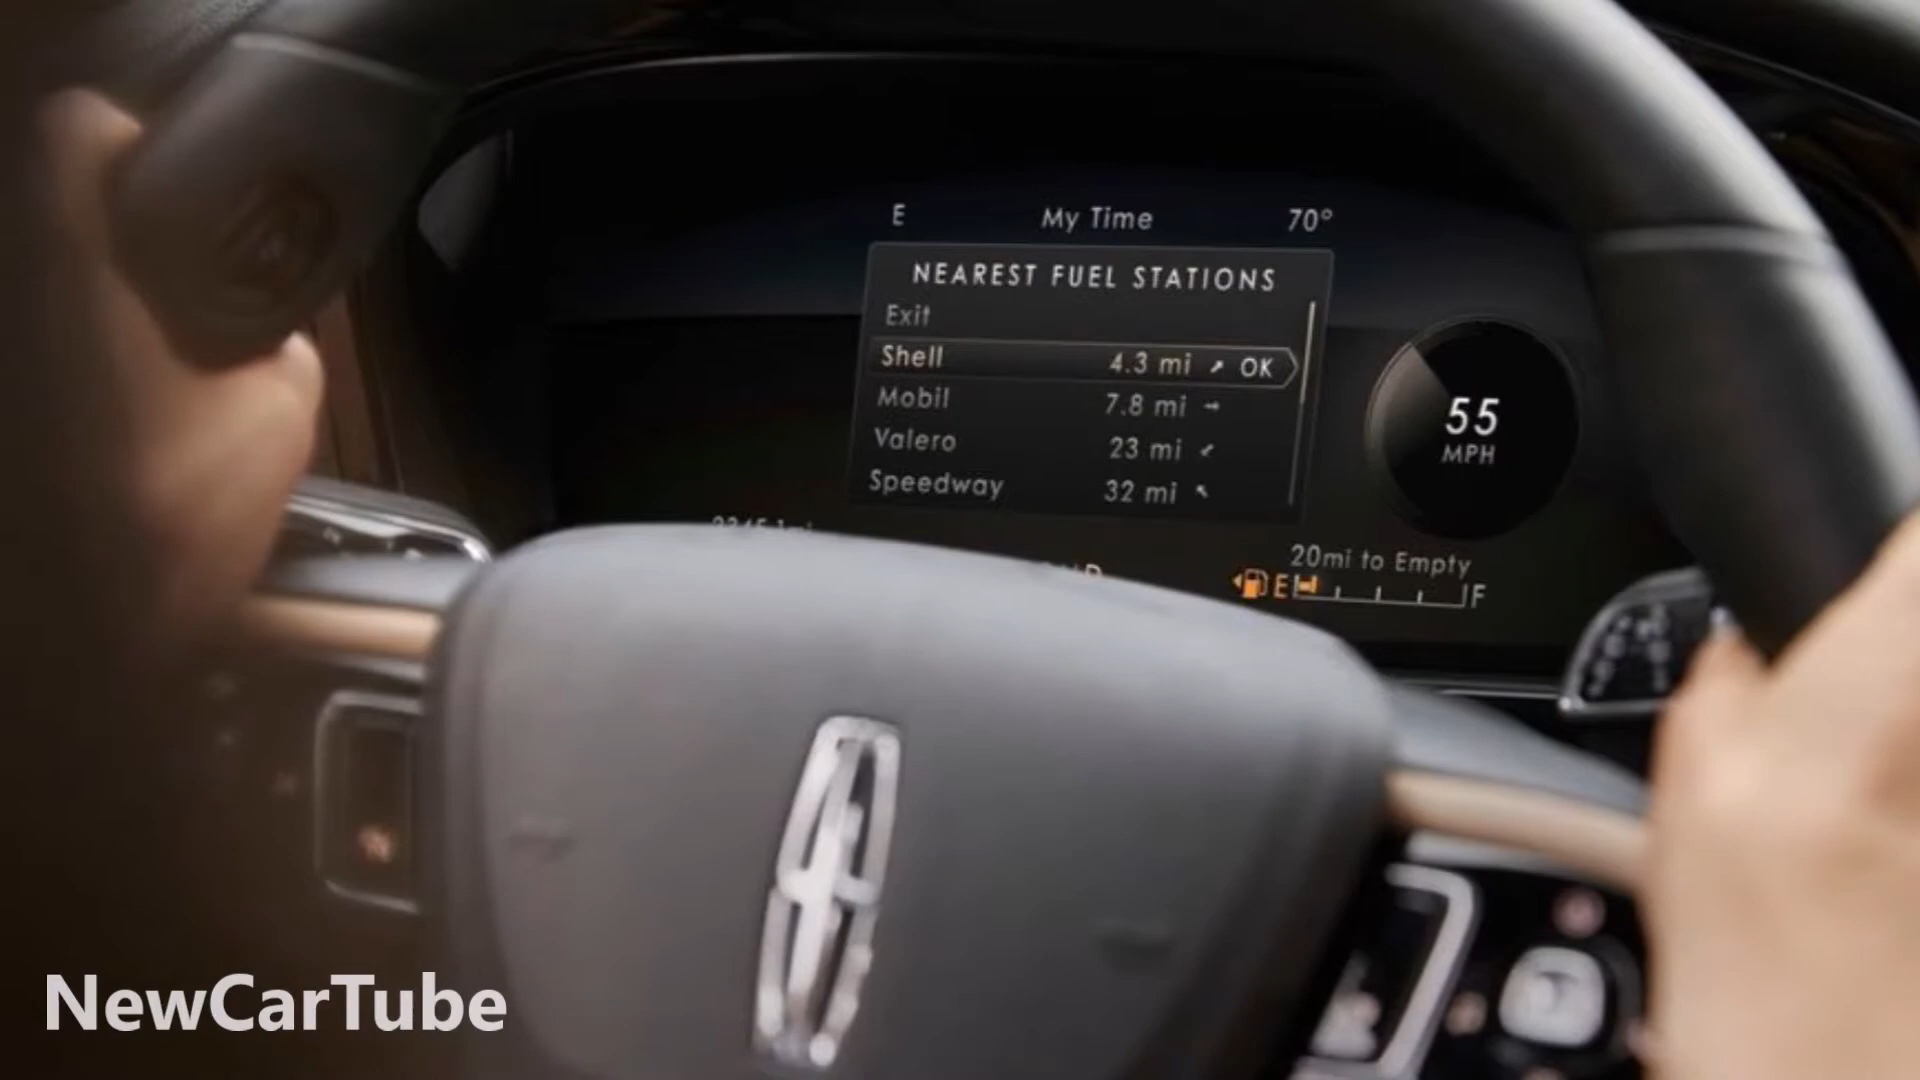 E My Time 70°
NEAREST FUEL STATIONS
Exit
Shell 4.3 mi OK
Mobil 7.8 mi
Valero 23 mi
Speedway 32 mi
55
MPH
20mi to Empty
E F
NewCarTube